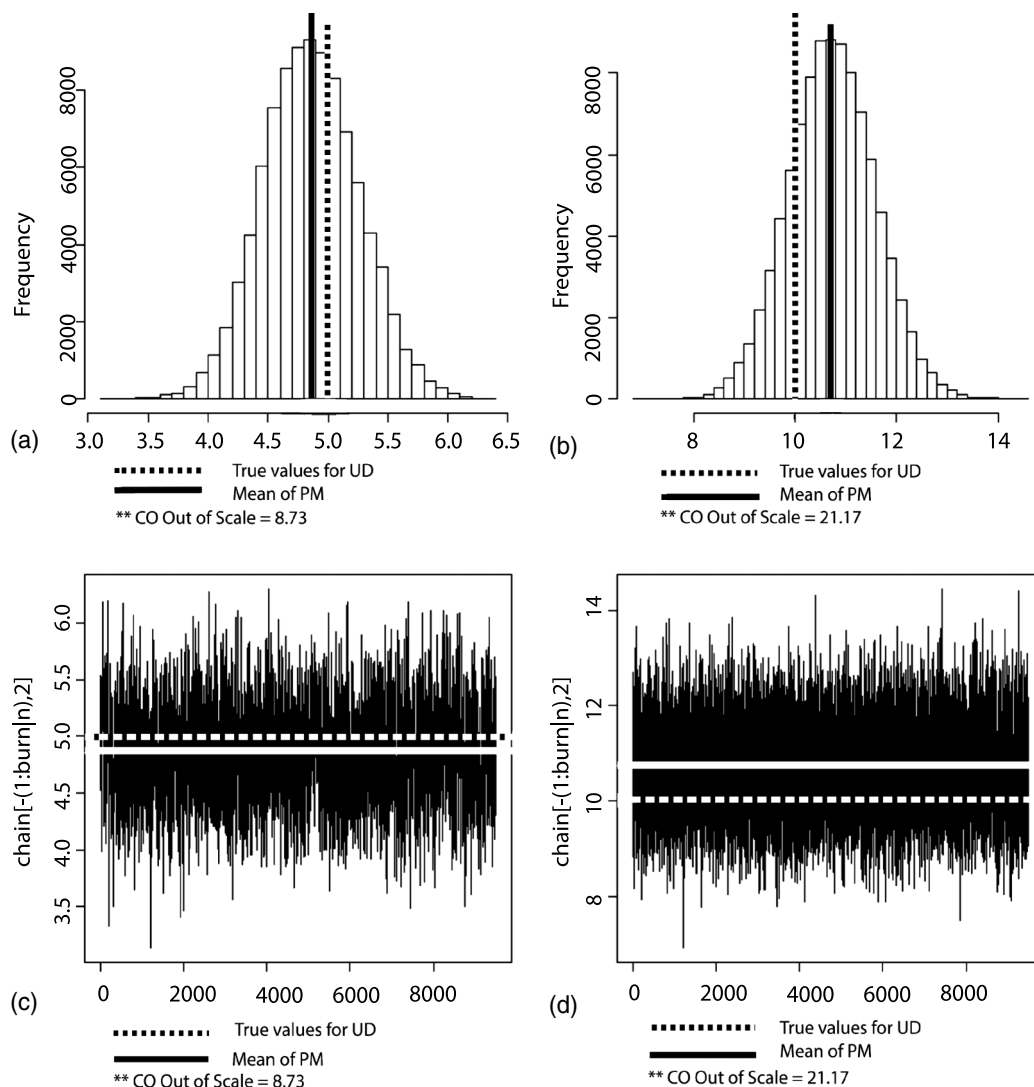 Frequency
0 2000 4000 6000 8000
3.0 3.5 4.0 4.5 5.0 5.5 6.0 6.5
(a)
True values for UD
Mean of PM
** CO Out of Scale = 8.73
Frequency
0 2000 4000 6000 8000
8 10 12 14
(b)
True values for UD
Mean of PM
** CO Out of Scale = 21.17
chain[-(1:burn|n),2]
3.5 4.0 4.5 5.0 5.5 6.0
0 2000 4000 6000 8000
(c)
True values for UD
Mean of PM
** CO Out of Scale = 8.73
chain[-(1:burn|n),2]
8 10 12 14
0 2000 4000 6000 8000
(d)
True values for UD
Mean of PM
** CO Out of Scale = 21.17